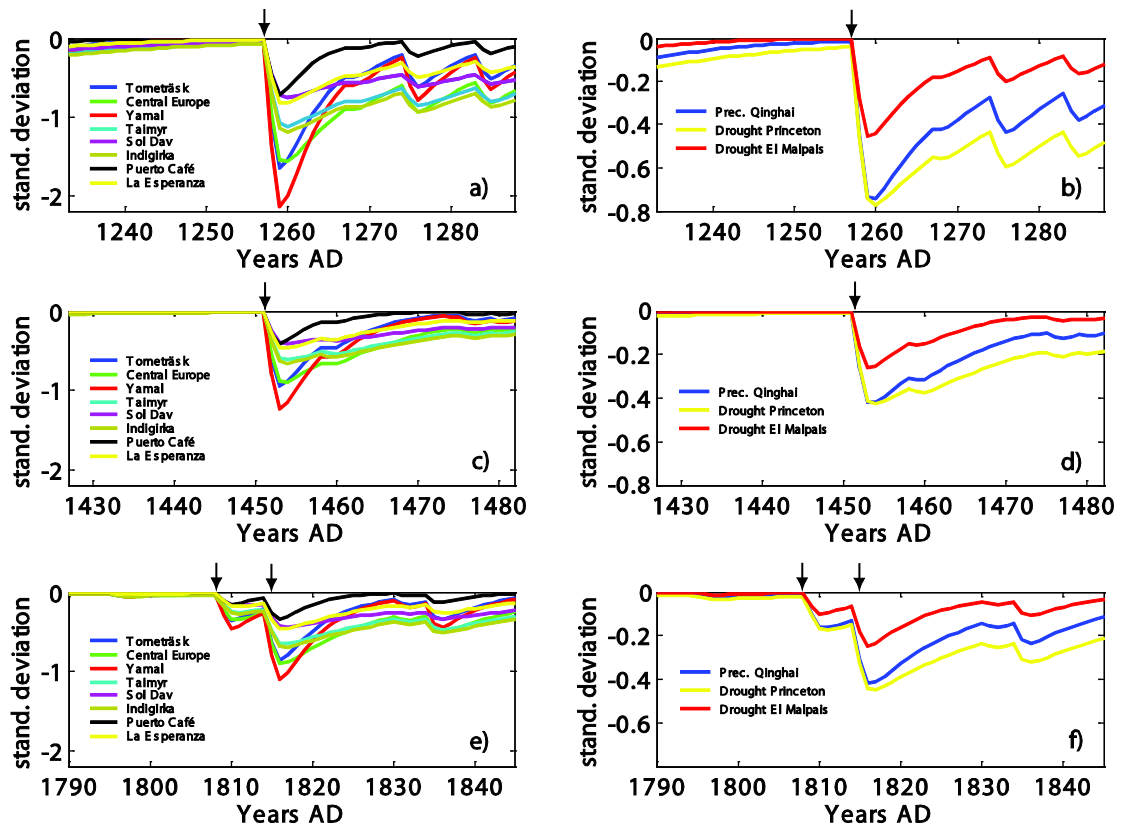 stand. deviation
0
-1
-2
Torneträsk
Central Europe
Yamal
Taimyr
Sol Dav
Indigirka
Puerto Café
La Esperanza
a)
1240 1250 1260 1270 1280
Years AD
stand. deviation
0
-0.2
-0.4
-0.6
-0.8
Prec. Qinghai
Drought Princeton
Drought El Malpais
b)
1240 1250 1260 1270 1280
Years AD
stand. deviation
0
-1
-2
Torneträsk
Central Europe
Yamal
Taimyr
Sol Dav
Indigirka
Puerto Café
La Esperanza
c)
1430 1440 1450 1460 1470 1480
Years AD
stand. deviation
0
-0.2
-0.4
-0.6
-0.8
Prec. Qinghai
Drought Princeton
Drought El Malpais
d)
1430 1440 1450 1460 1470 1480
Years AD
stand. deviation
0
-1
-2
Torneträsk
Central Europe
Yamal
Taimyr
Sol Dav
Indigirka
Puerto Café
La Esperanza
e)
1790 1800 1810 1820 1830 1840
Years AD
stand. deviation
0
-0.2
-0.4
-0.6
Prec. Qinghai
Drought Princeton
Drought El Malpais
f)
1790 1800 1810 1820 1830 1840
Years AD